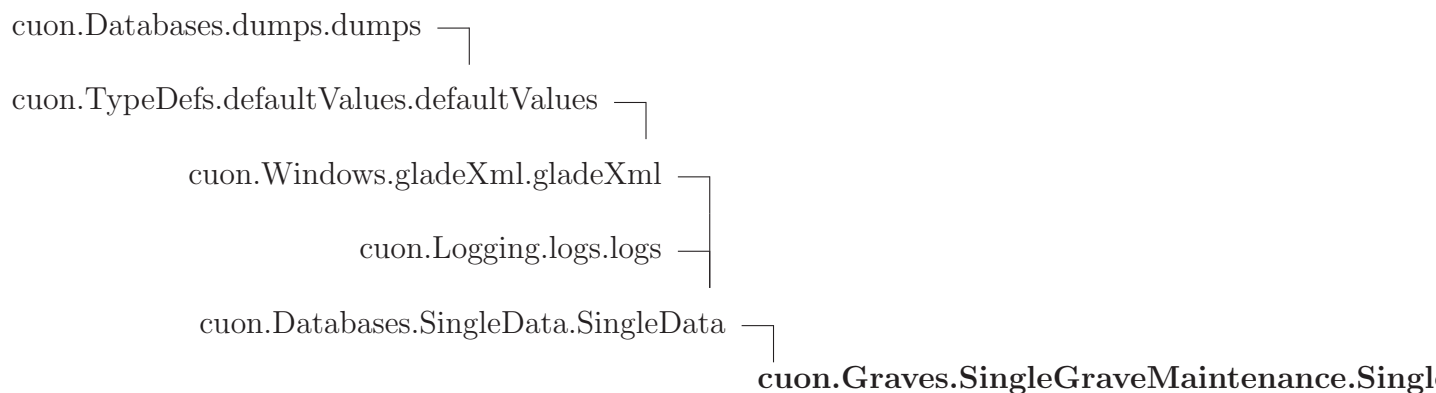 cuon.Databases.dumps.dumps
cuon.TypeDefs.defaultValues.defaultValues
cuon.Windows.gladeXml.gladeXml
cuon.Logging.logs.logs
cuon.Databases.SingleData.SingleData
cuon.Graves.SingleGraveMaintenance.Singl